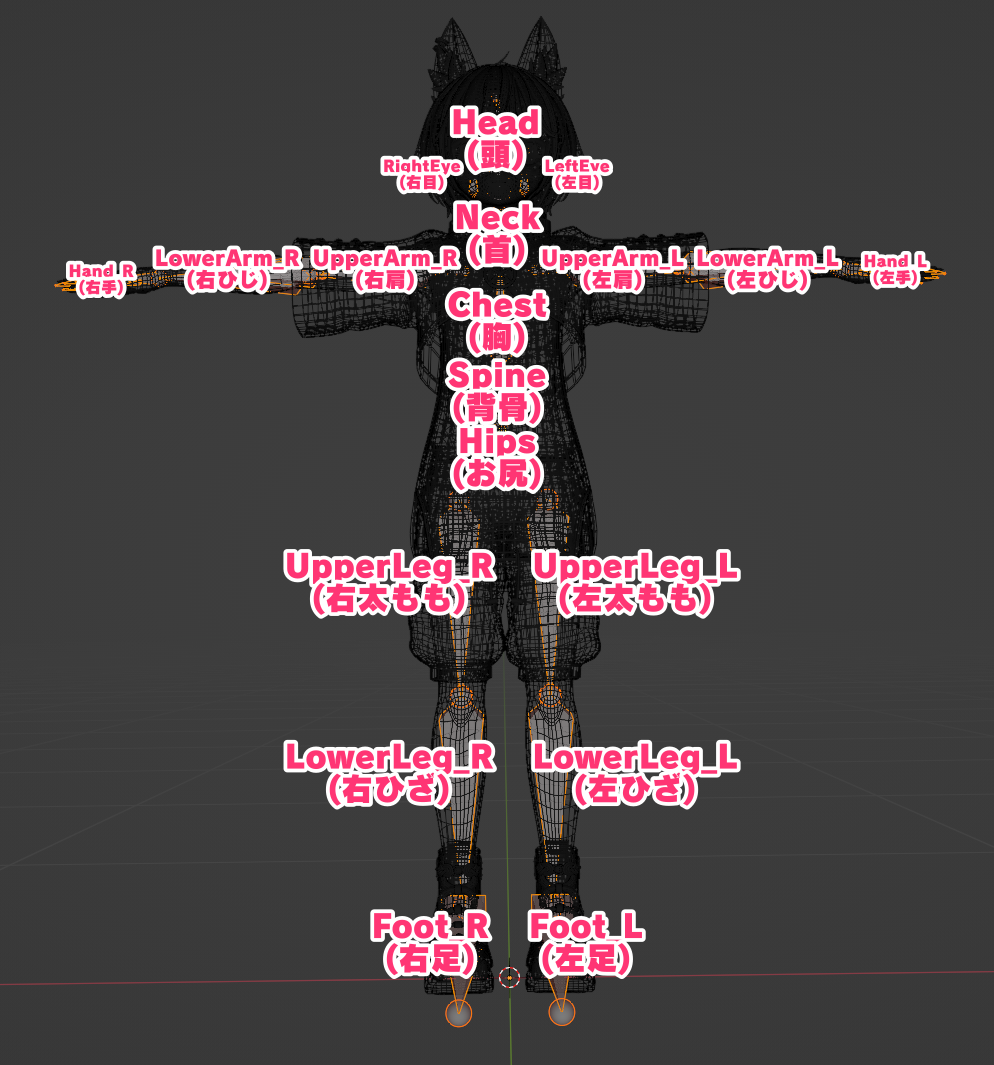 Head
(頭)
RightEye
(右目)
LeftEye
(左目)
Neck
(首)
Hand_R
(右手)
LowerArm_R
(右ひじ)
UpperArm_R
(右肩)
UpperArm_L
(左肩)
LowerArm_L
(左ひじ)
Hand_L
(左手)
Chest
(胸)
Spine
(背骨)
Hips
(お尻)
UpperLeg_R
(右太もも)
UpperLeg_L
(左太もも)
LowerLeg_R
(右ひざ)
LowerLeg_L
(左ひざ)
Foot_R
(右足)
Foot_L
(左足)